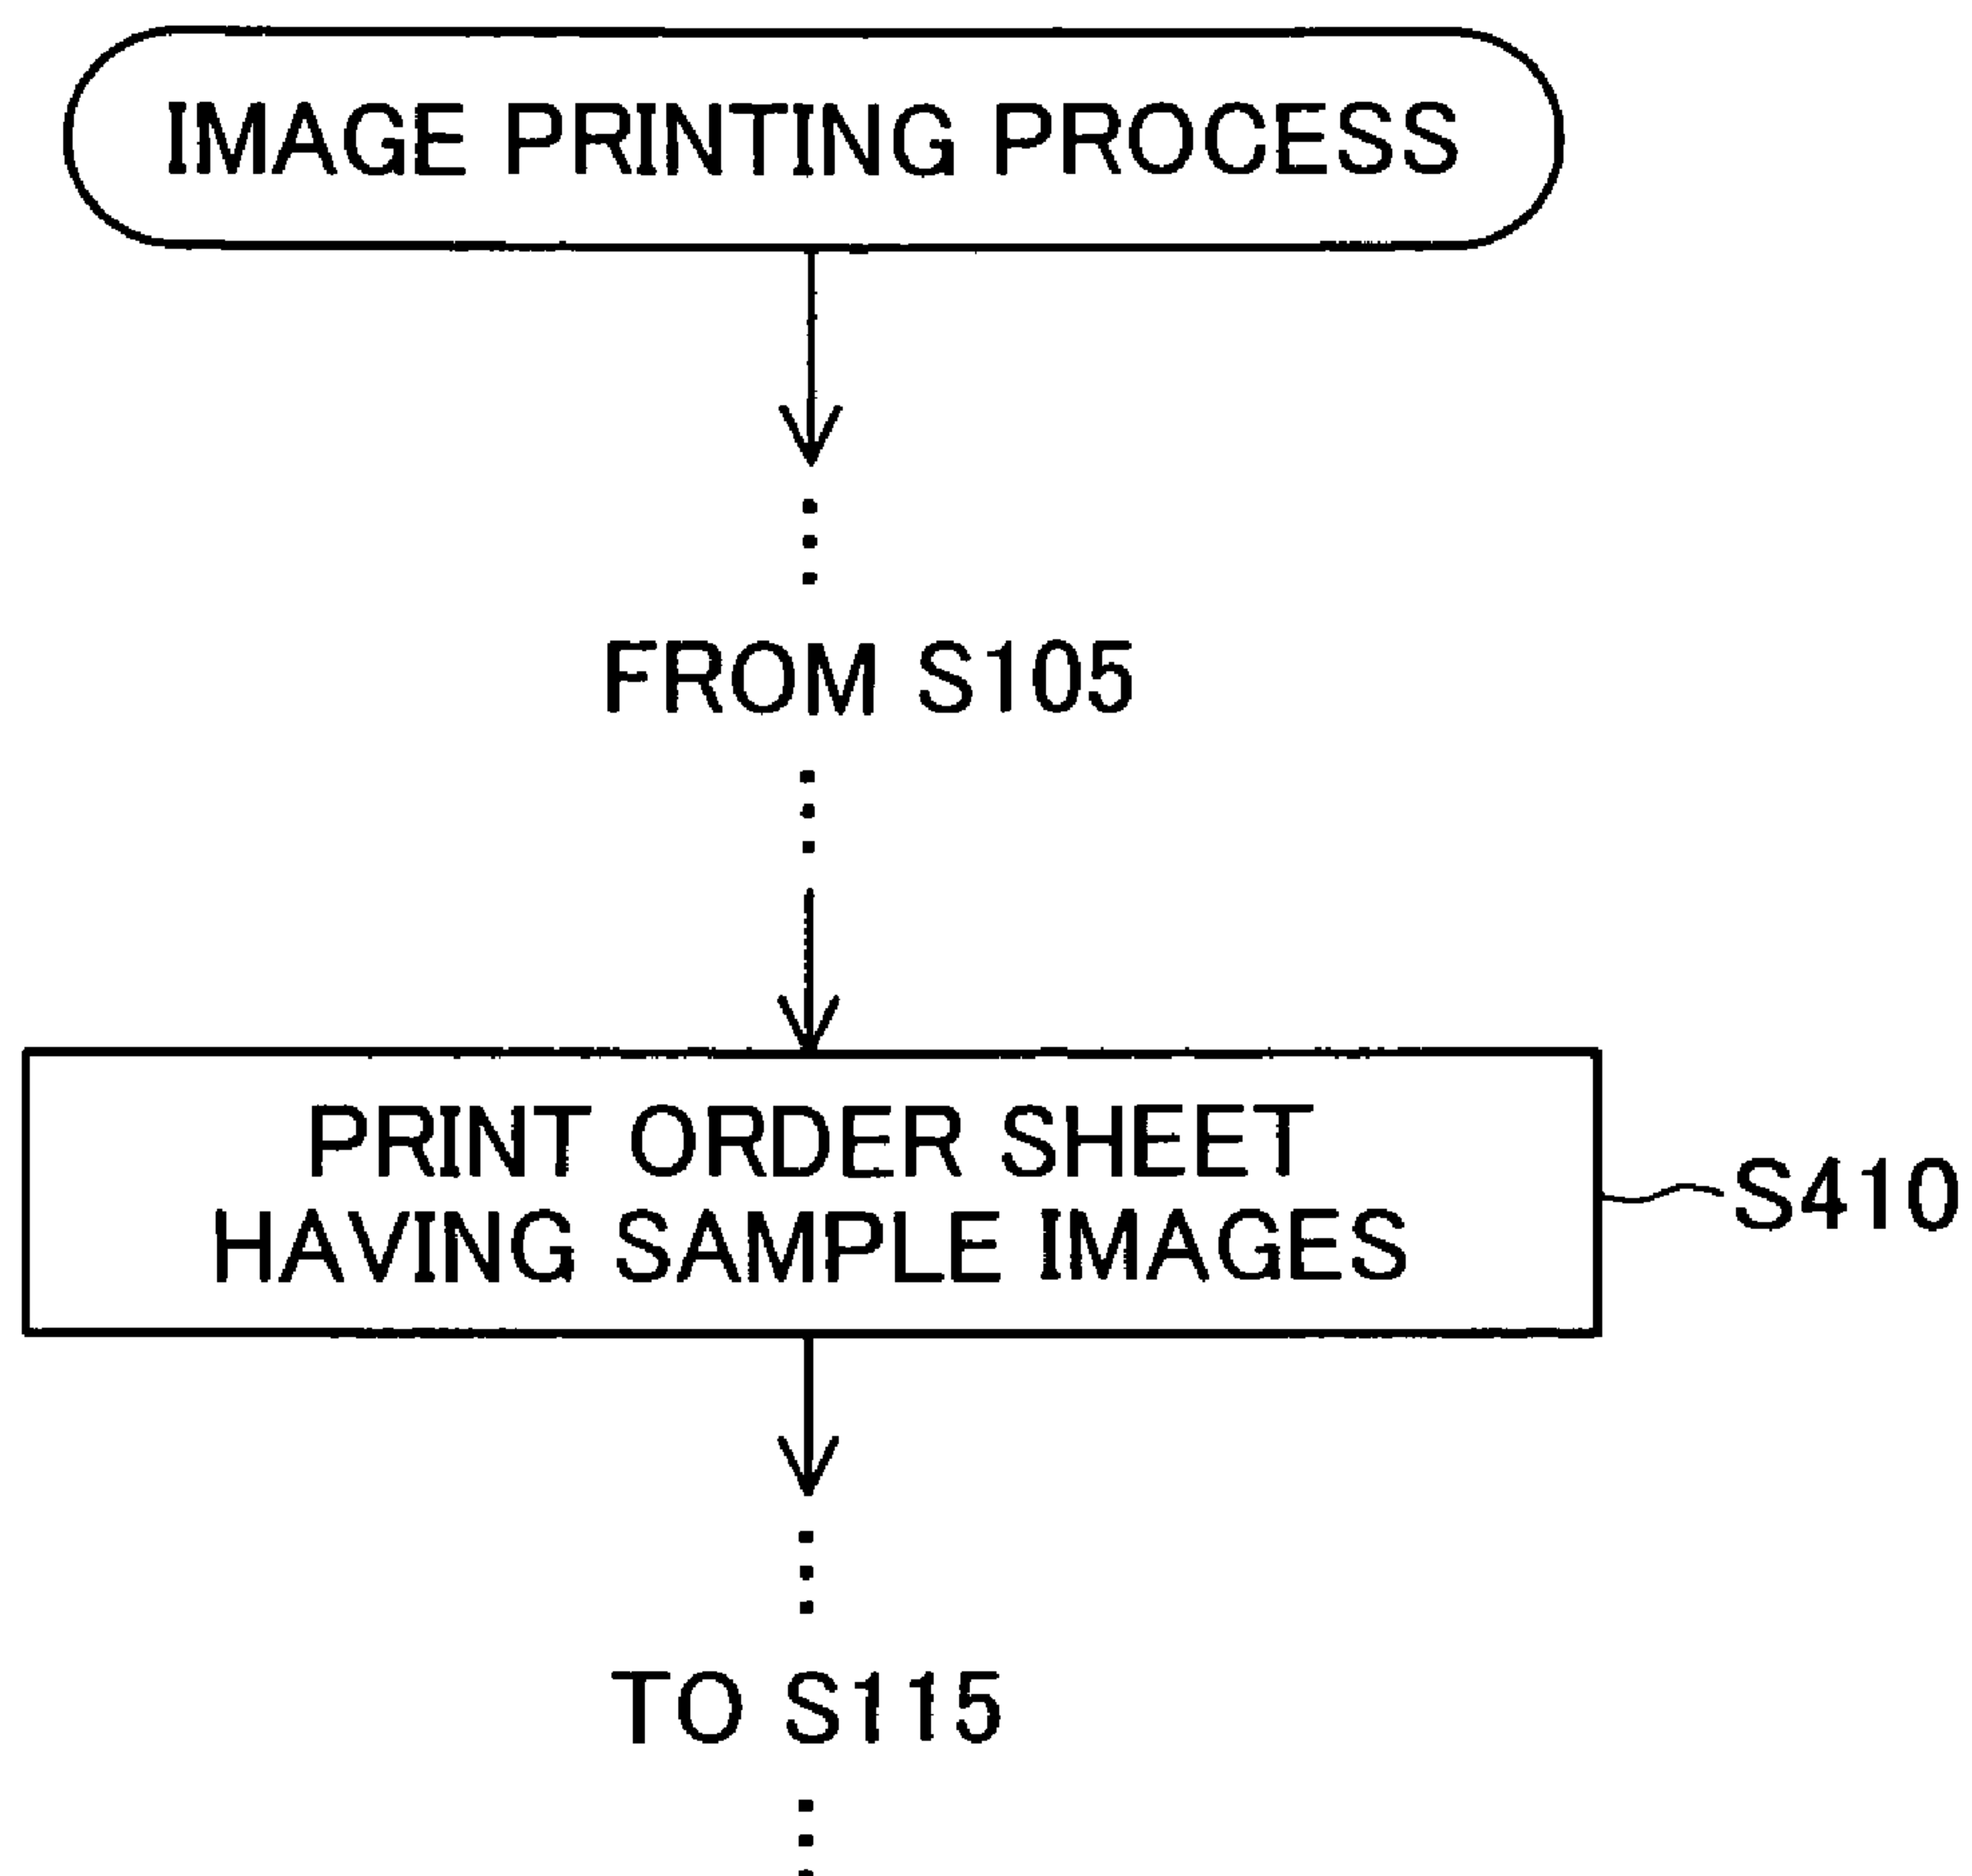 IMAGE PRINTING PROCESS
FROM S105
PRINT ORDER SHEET
HAVING SAMPLE IMAGES
S410
TO S115